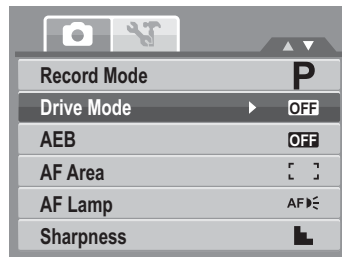 Record Mode P
Drive Mode OFF
AEB OFF
AF Area
AF Lamp AF
Sharpness